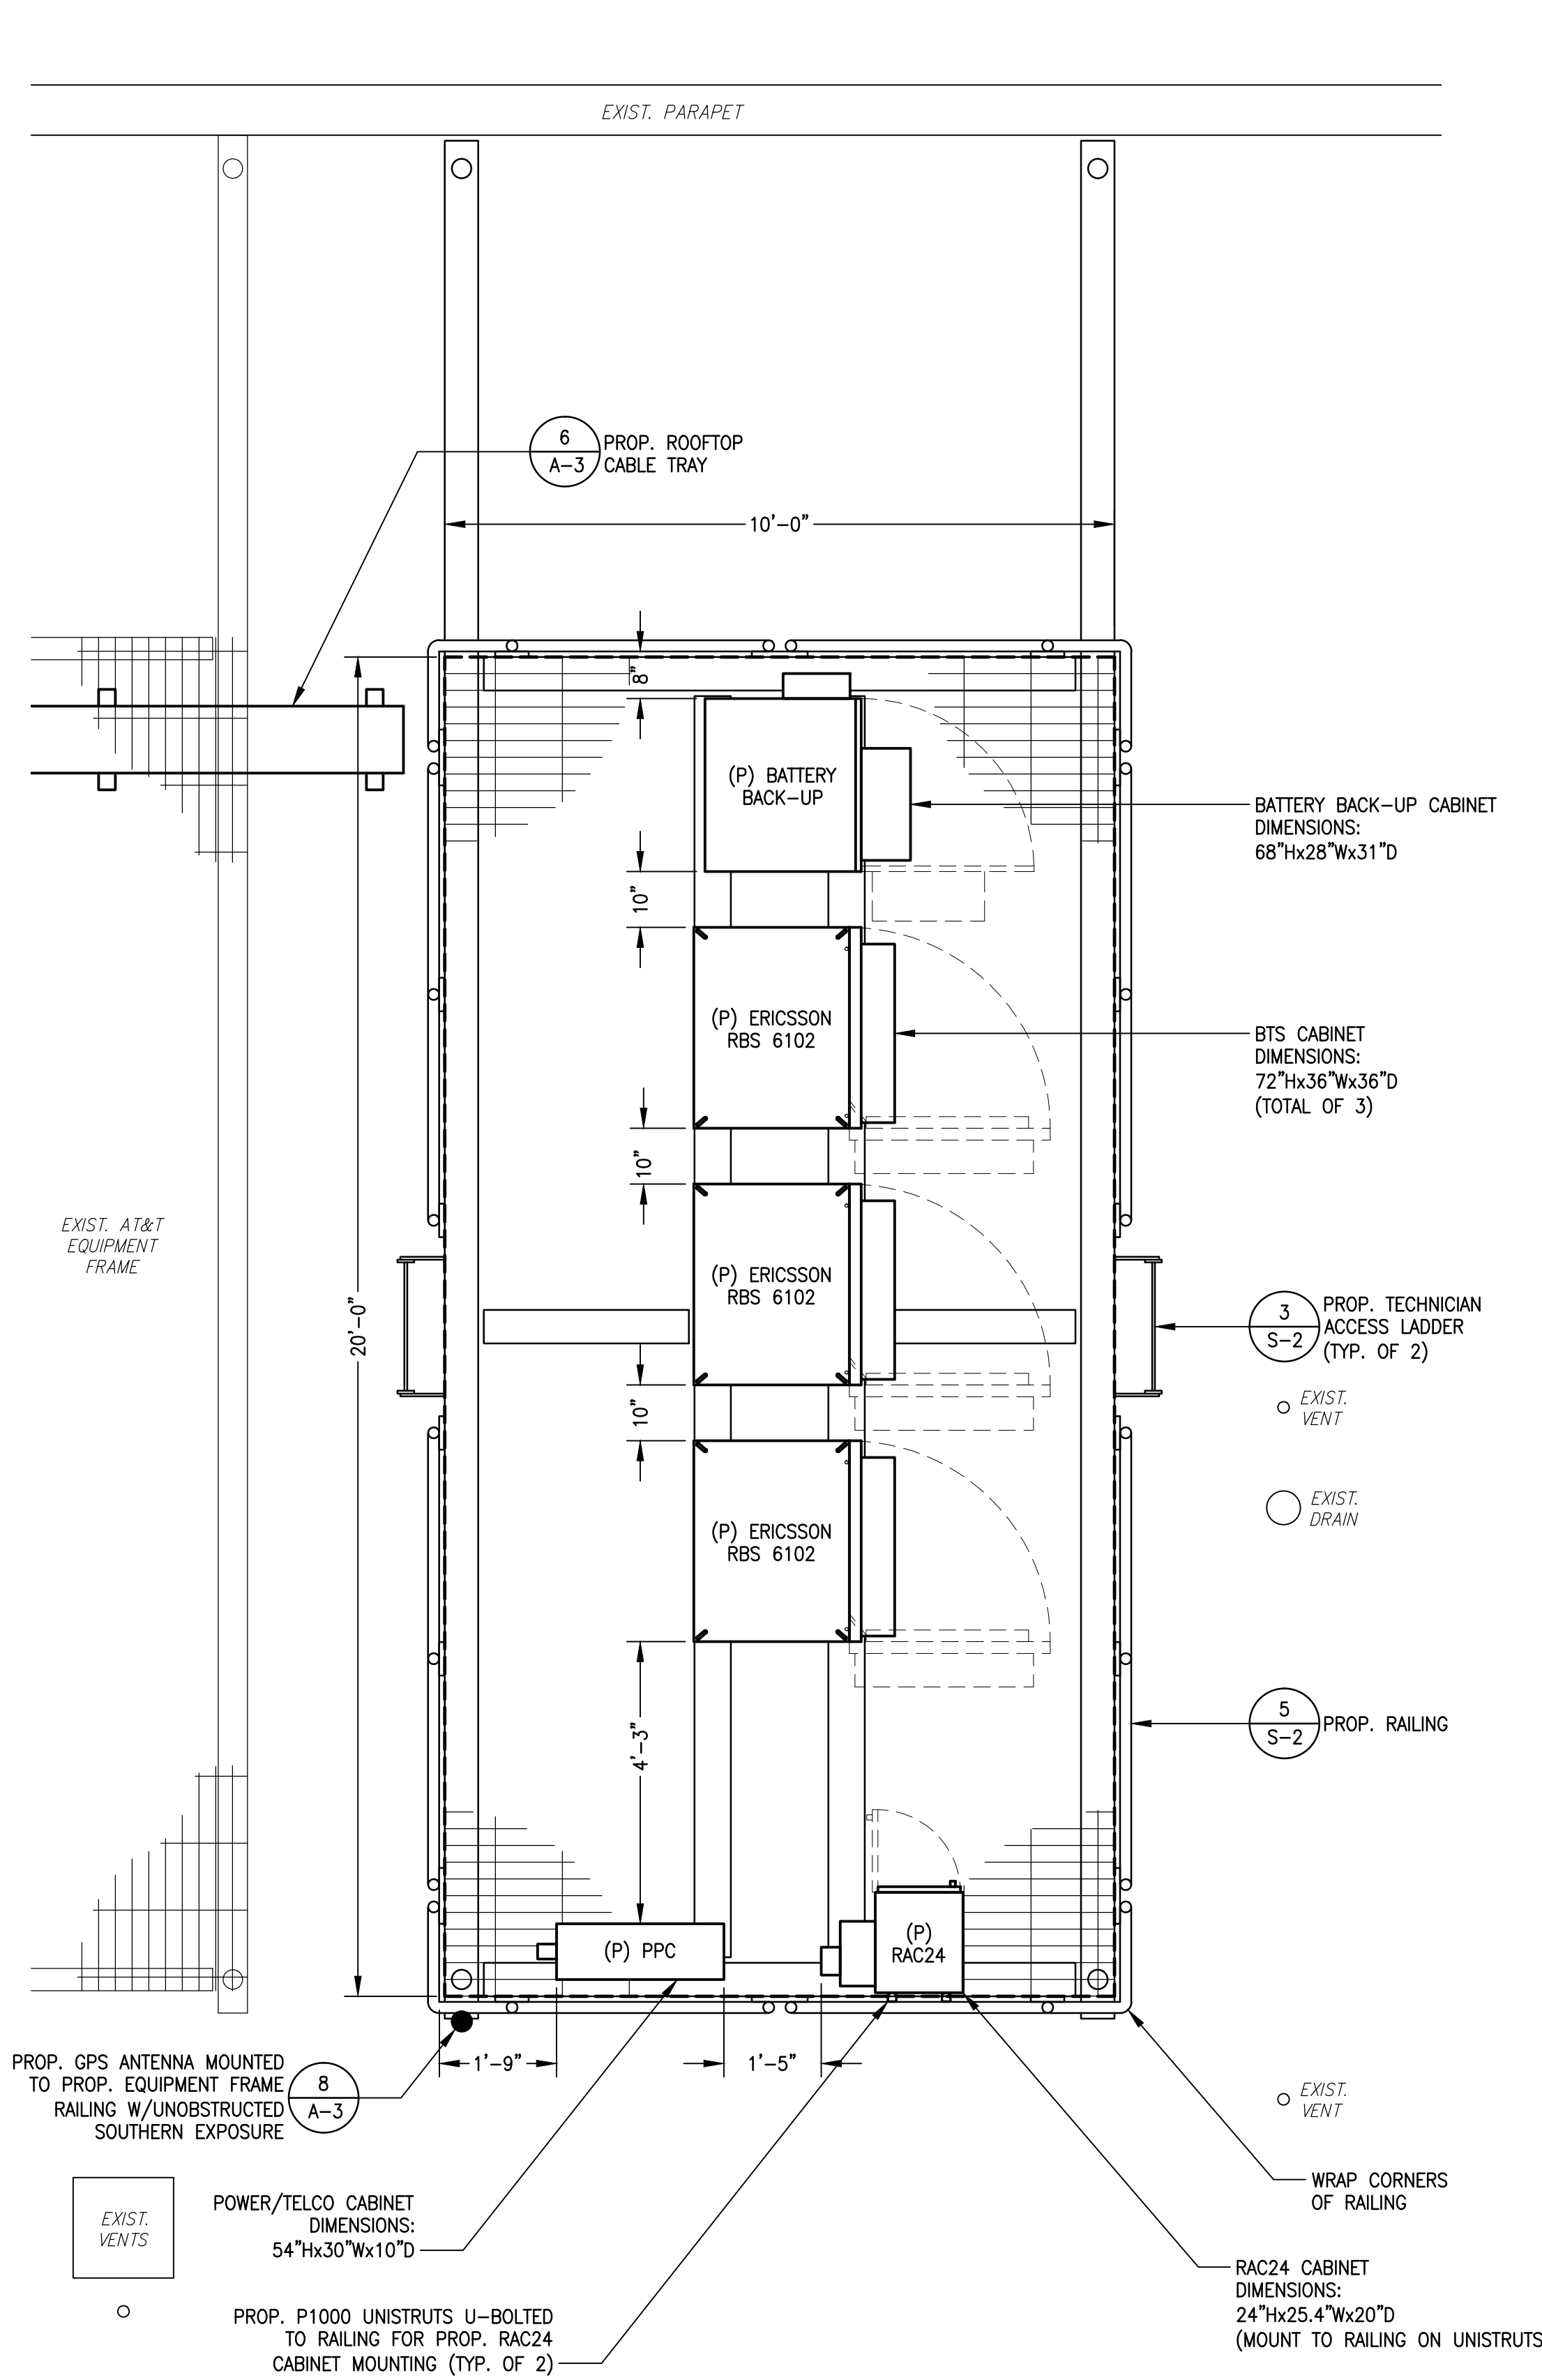 EXIST. PARAPET
6
A-3
PROP. ROOFTOP
CABLE TRAY
10'-0"
8"
(P) BATTERY
BACK-UP
BATTERY BACK-UP CABINET
DIMENSIONS:
68"Hx28"Wx31"D
10"
(P) ERICSSON
RBS 6102
BTS CABINET
DIMENSIONS:
72"Hx36"Wx36"D
(TOTAL OF 3)
10"
EXIST. AT&T
EQUIPMENT
FRAME
(P) ERICSSON
RBS 6102
20'-0"
3
S-2
PROP. TECHNICIAN
ACCESS LADDER
(TYP. OF 2)
EXIST.
VENT
10"
EXIST.
DRAIN
(P) ERICSSON
RBS 6102
4'-3"
5
S-2
PROP. RAILING
(P) PPC
(P)
RAC24
1'-9"
1'-5"
PROP. GPS ANTENNA MOUNTED
TO PROP. EQUIPMENT FRAME
RAILING W/UNOBSTRUCTED
SOUTHERN EXPOSURE
8
A-3
EXIST.
VENT
EXIST.
VENTS
POWER/TELCO CABINET
DIMENSIONS:
54"Hx30"Wx10"D
WRAP CORNERS
OF RAILING
PROP. P1000 UNISTRUTS U-BOLTED
TO RAILING FOR PROP. RAC24
CABINET MOUNTING (TYP. OF 2)
RAC24 CABINET
DIMENSIONS:
24"Hx25.4"Wx20"D
(MOUNT TO RAILING ON UNISTRUTS